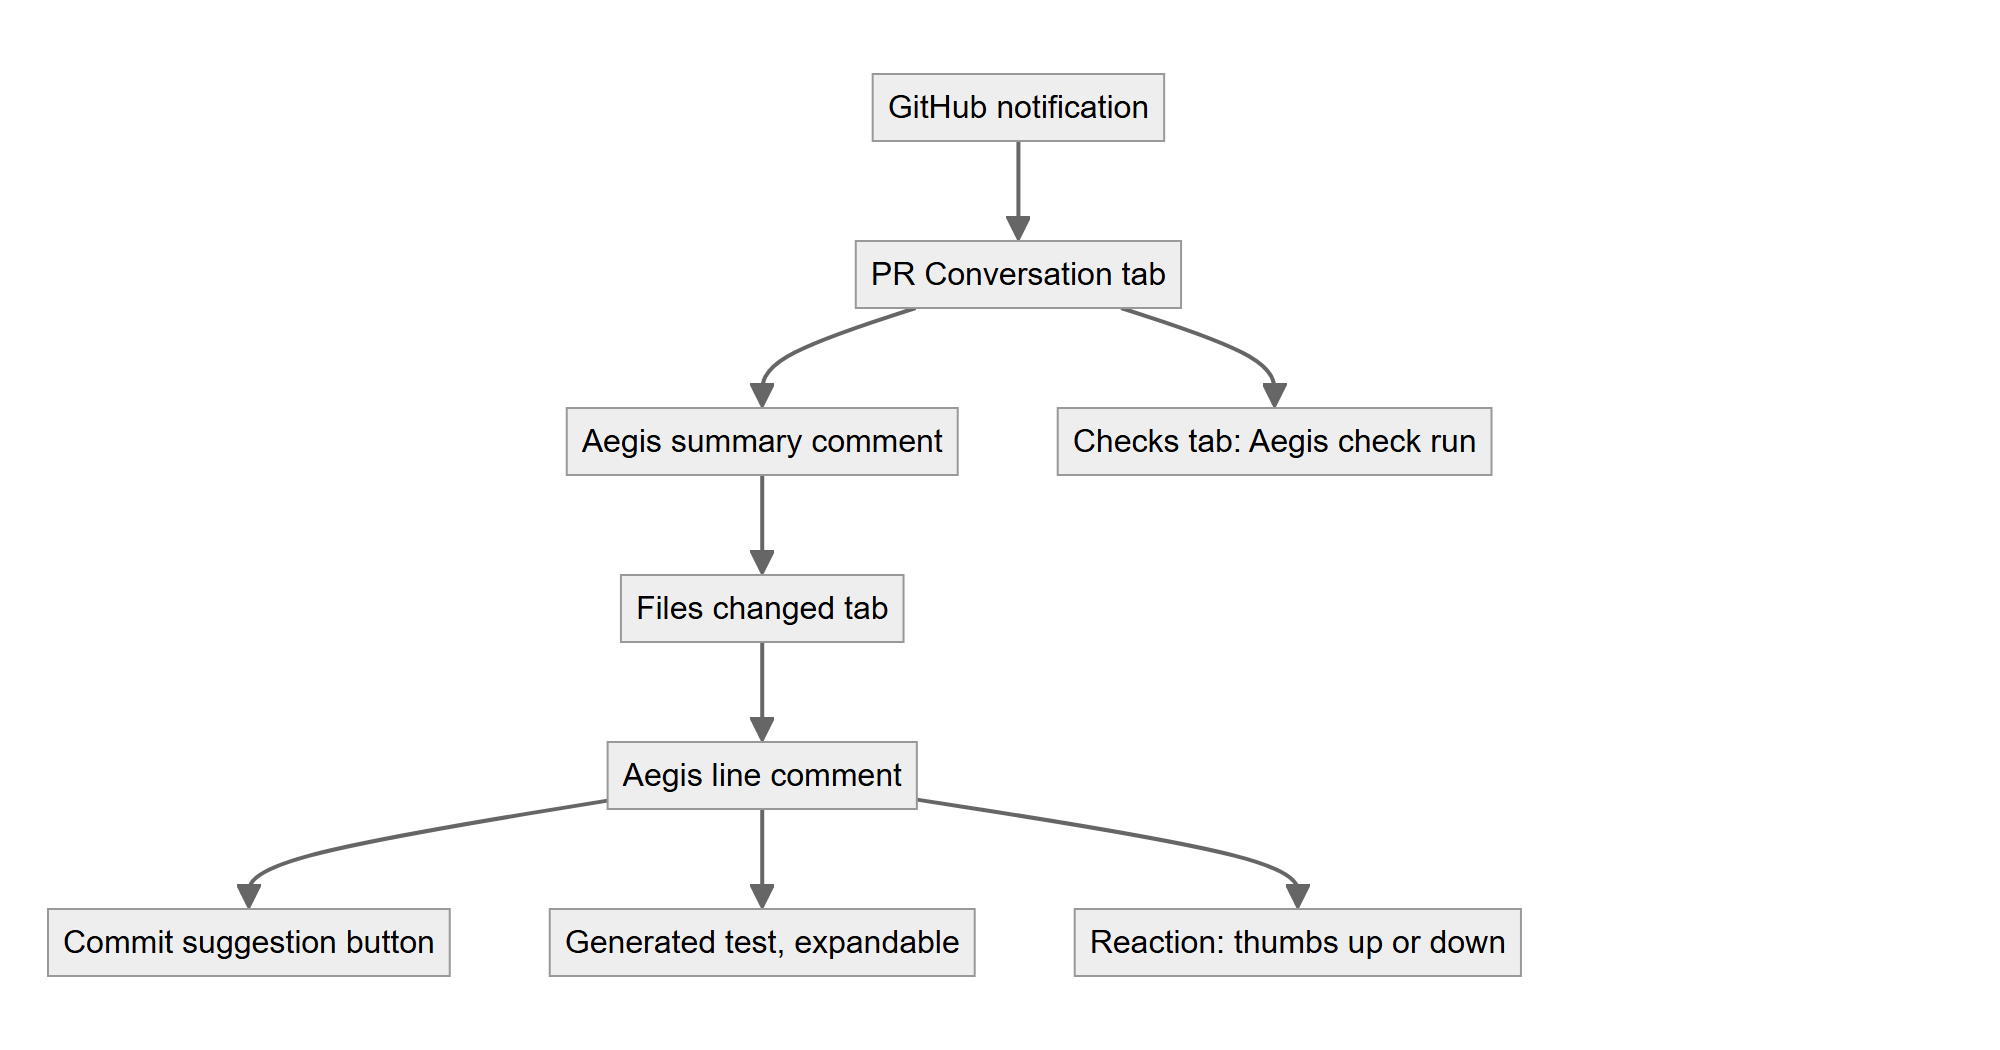 GitHub notification
PR Conversation tab
Aegis summary comment
Checks tab: Aegis check run
Files changed tab
Aegis line comment
Commit suggestion button
Generated test, expandable
Reaction: thumbs up or down